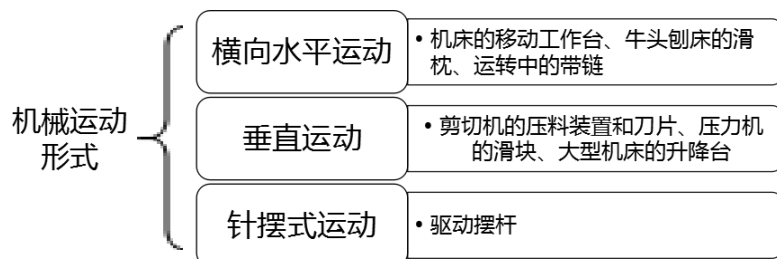 机械运动
形式
横向水平运动
• 机床的移动工作台、牛头刨床的滑
枕、运转中的带链
垂直运动
• 剪切机的压料装置和刀片、压力机
的滑块、大型机床的升降台
针摆式运动
• 驱动摆杆